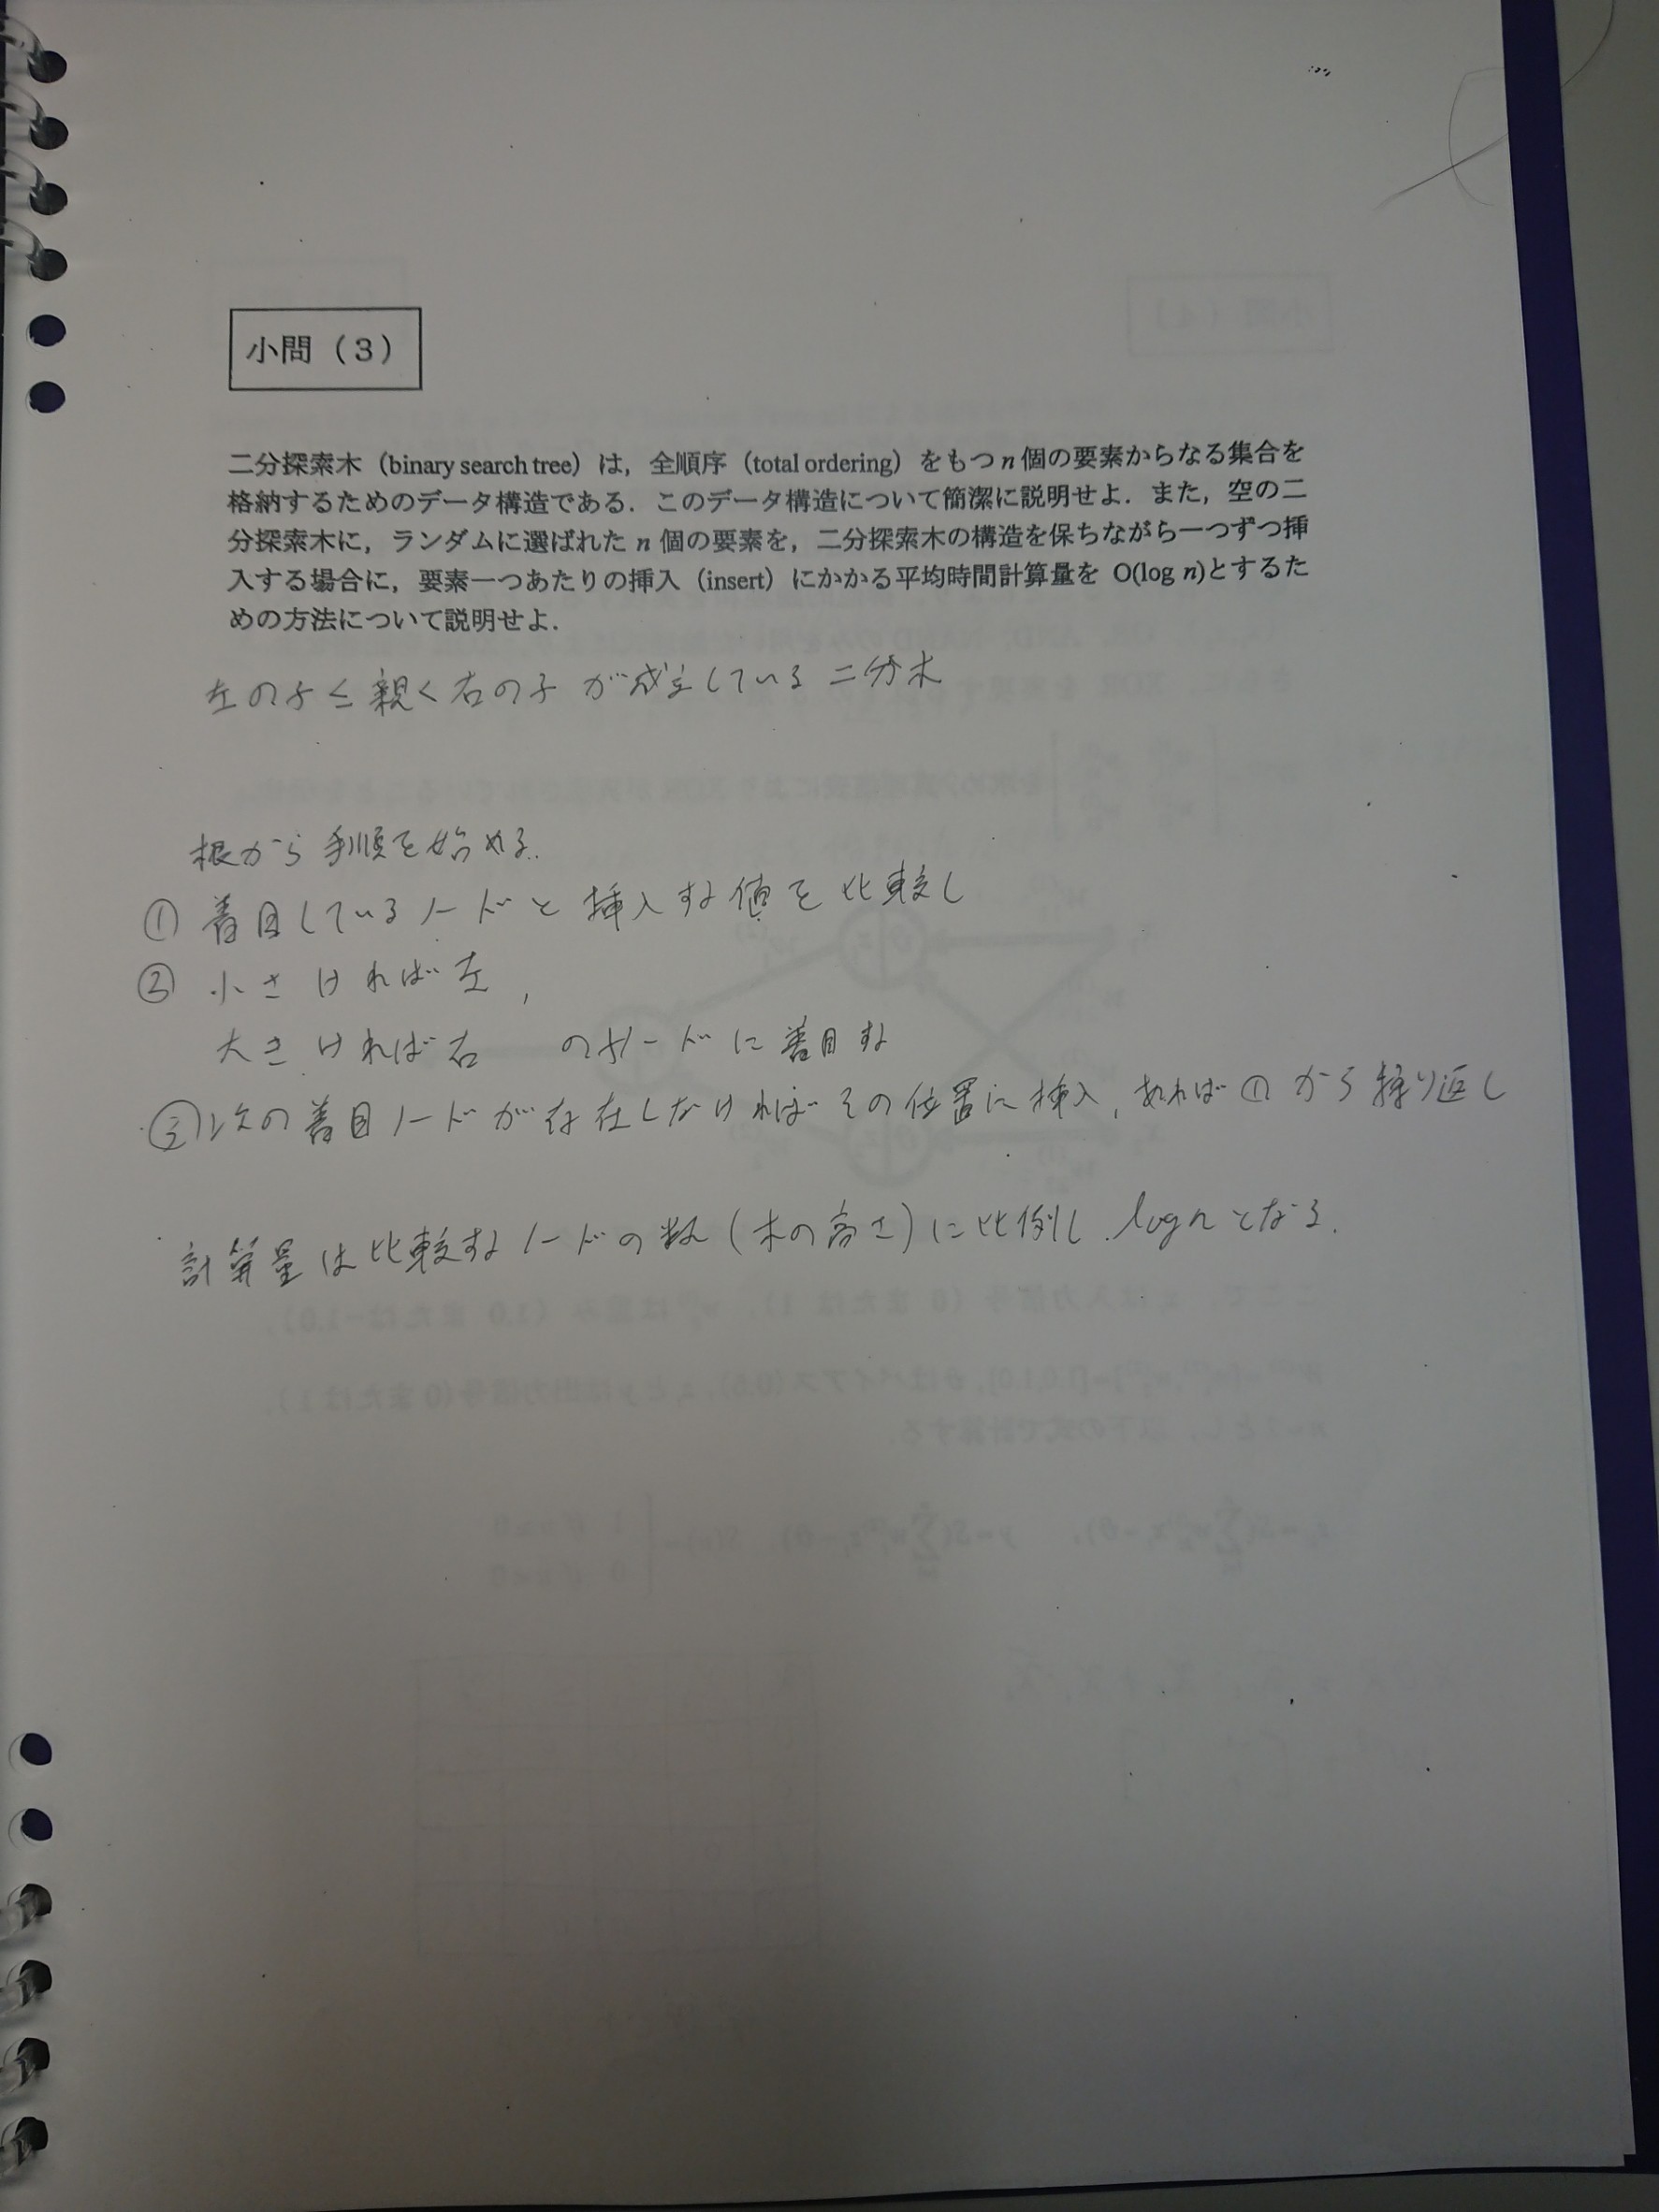 小問（3）
二分探索木（binary search tree）は，全順序（total ordering）をもつ n 個の要素からなる集合を
格納するためのデータ構造である．このデータ構造について簡潔に説明せよ．また，空の二
分探索木に，ランダムに選ばれた n 個の要素を，二分探索木の構造を保ちながら一つずつ挿
入する場合に，要素一つあたりの挿入（insert）にかかる平均時間計算量を O(log n)とするた
めの方法について説明せよ．
左の子≦親<右の子 が成立している二分木
根から手順を始める.
① 着目しているノードと挿入する値を比較し
② 小さければ左,
大きければ右 の子ノードに着目する
③ 次の着目ノードが存在しなければその位置に挿入, あれば①から繰り返し
計算量は比較するノードの数(木の高さ)に比例し log n となる.